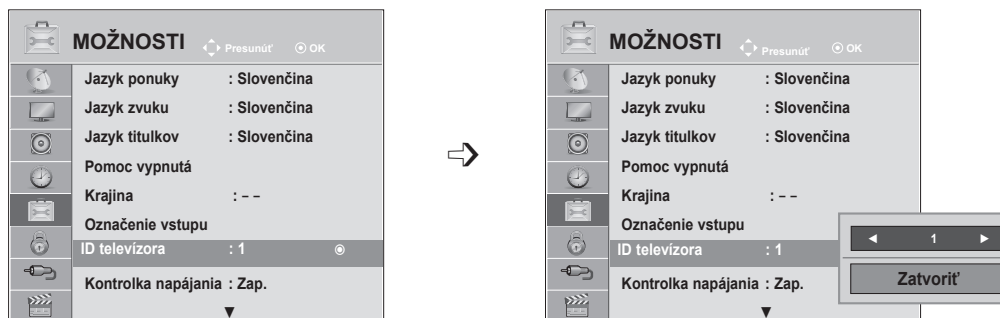 MOŽNOSTI Presunúť OK
Jazyk ponuky : Slovenčina
Jazyk zvuku : Slovenčina
Jazyk titulkov : Slovenčina
Pomoc vypnutá
Krajina : – –
Označenie vstupu
ID televízora : 1
Kontrolka napájania : Zap.
▼
MOŽNOSTI Presunúť OK
Jazyk ponuky : Slovenčina
Jazyk zvuku : Slovenčina
Jazyk titulkov : Slovenčina
Pomoc vypnutá
Krajina : – –
Označenie vstupu
ID televízora : 1
Kontrolka napájania : Zap.
▼
◄ 1 ►
Zatvoriť